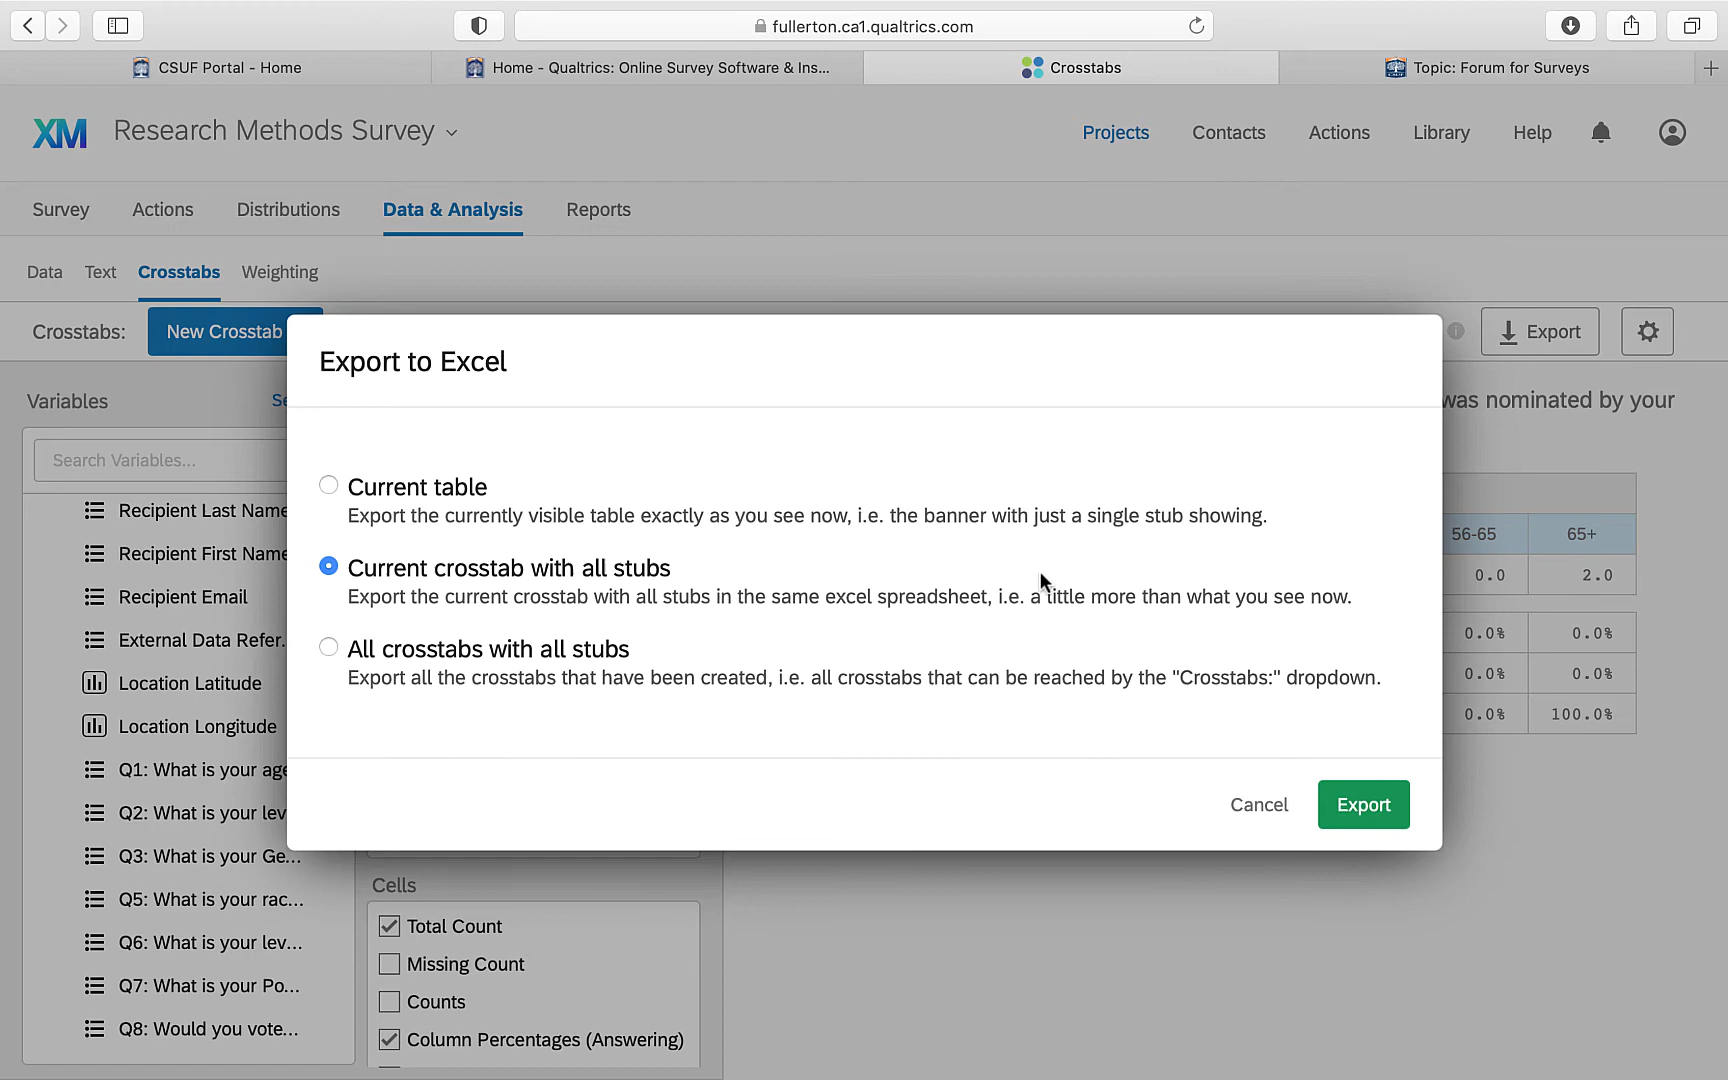 fullerton.ca1.qualtrics.com
CSUF Portal - Home
Home - Qualtrics: Online Survey Software & Ins...
Crosstabs
Topic: Forum for Surveys
XM
Research Methods Survey
Projects
Contacts
Actions
Library
Help
Survey
Actions
Distributions
Data & Analysis
Reports
Data
Text
Crosstabs
Weighting
Crosstabs:
New Crosstab
Export
Export to Excel
Variables
Se
was nominated by your
Search Variables...
Current table
Export the currently visible table exactly as you see now, i.e. the banner with just a single stub showing.
Current crosstab with all stubs
Export the current crosstab with all stubs in the same excel spreadsheet, i.e. a little more than what you see now.
All crosstabs with all stubs
Export all the crosstabs that have been created, i.e. all crosstabs that can be reached by the "Crosstabs:" dropdown.
Cancel
Export
Recipient Last Name
Recipient First Name
Recipient Email
External Data Refer.
Location Latitude
Location Longitude
Q1: What is your age
Q2: What is your lev
Q3: What is your Ge...
Q5: What is your rac...
Q6: What is your lev...
Q7: What is your Po...
Q8: Would you vote...
56-65 65+
0.0 2.0
0.0% 0.0%
0.0% 0.0%
0.0% 100.0%
Cells
Total Count
Missing Count
Counts
Column Percentages (Answering)